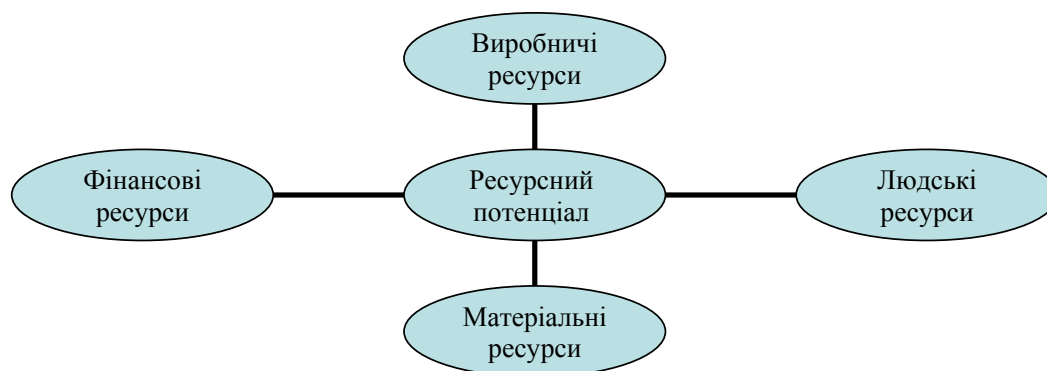 Виробничі
ресурси
Фінансові
ресурси
Ресурсний
потенціал
Людські
ресурси
Матеріальні
ресурси